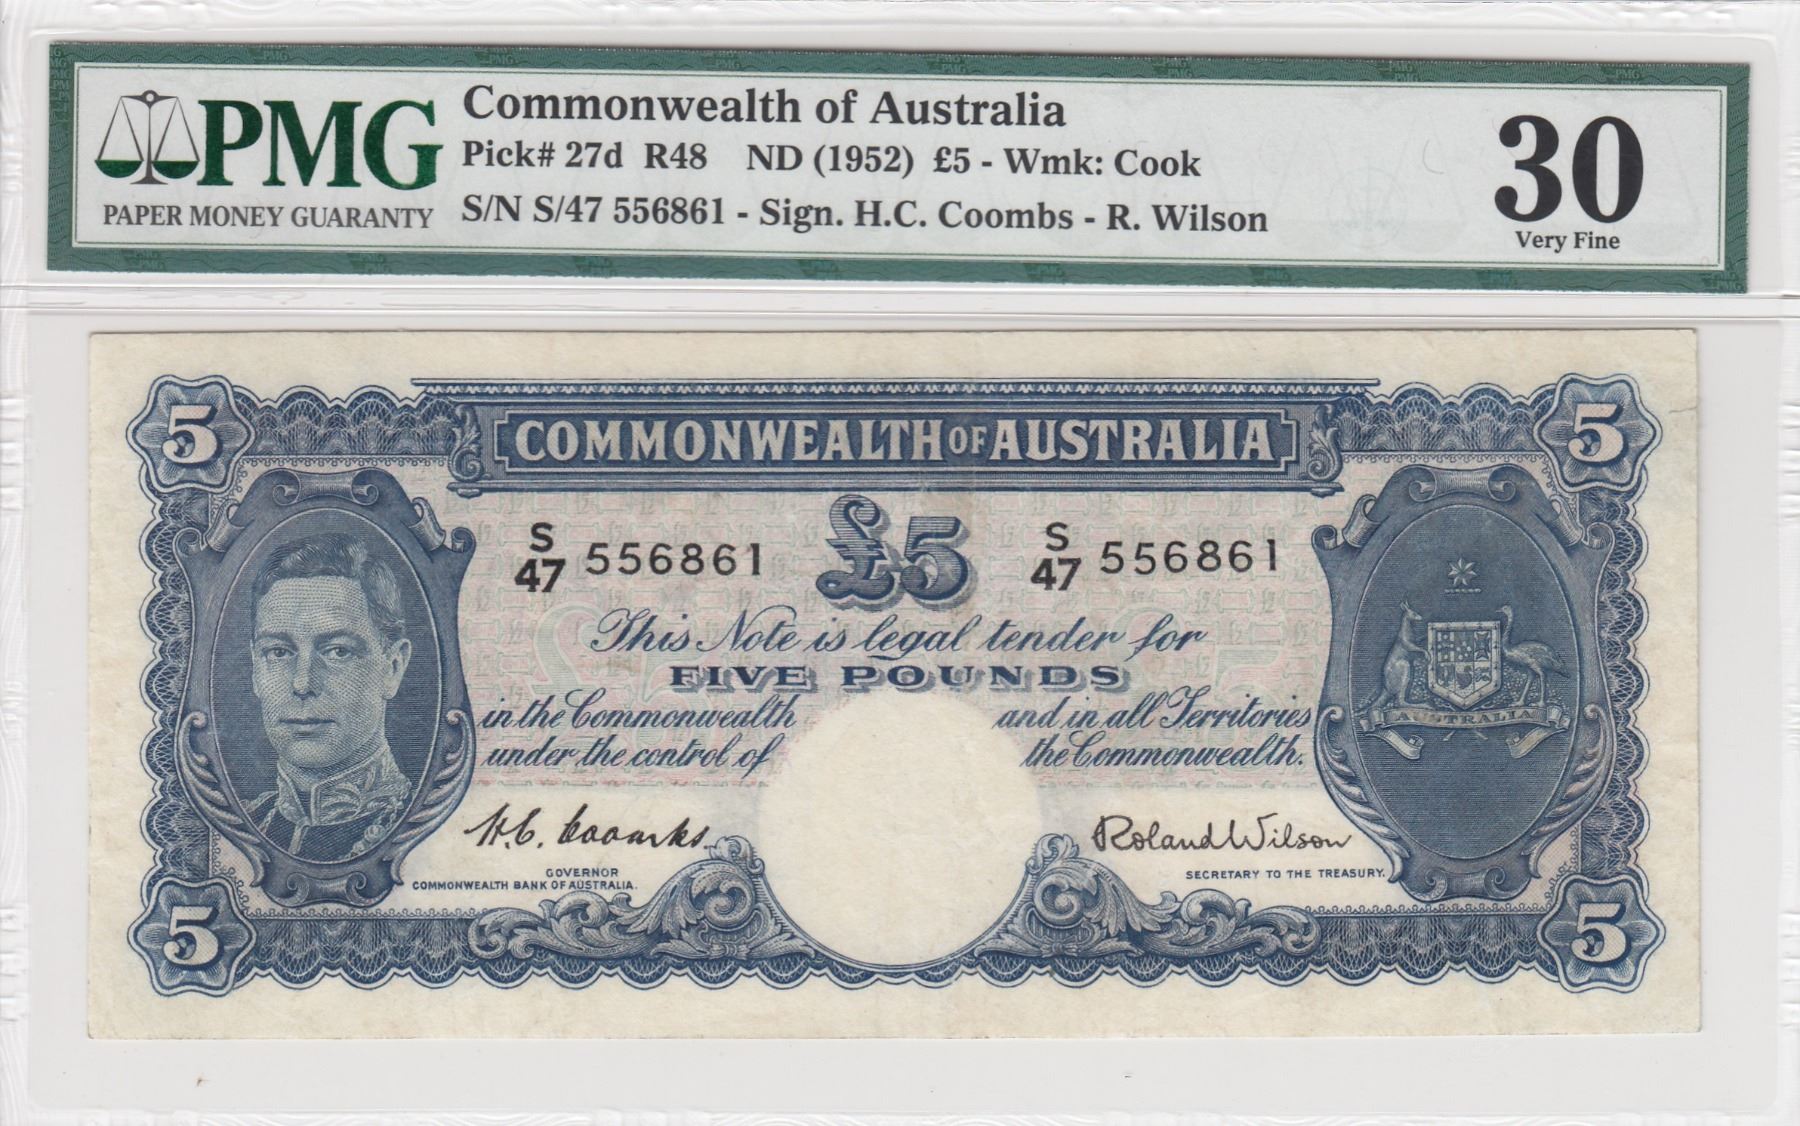 PMG
PAPER MONEY GUARANTY
Commonwealth of Australia
Pick# 27d R48 ND (1952) £5 - Wmk: Cook
S/N S/47 556861 - Sign. H.C. Coombs - R. Wilson
30
Very Fine
5
COMMONWEALTH OF AUSTRALIA
5
S/47 556861
£5
S/47 556861
This Note is legal tender for
FIVE POUNDS
in the Commonwealth and in all Territories
under the control of the Commonwealth.
AUSTRALIA
H.C. Coombs
GOVERNOR
COMMONWEALTH BANK OF AUSTRALIA.
Roland Wilson
SECRETARY TO THE TREASURY.
5
5